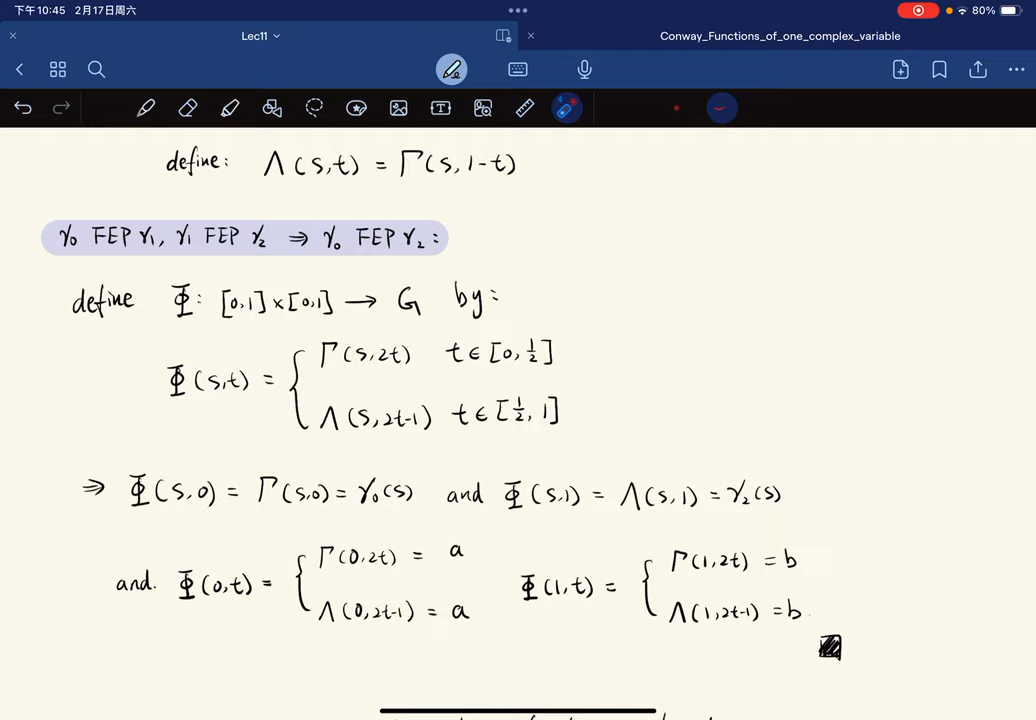 下午10:45 2月17日周六
80%
Lec11
Conway_Functions_of_one_complex_variable
define: Λ(s,t) = Γ(s,1-t)
γ₀ FEP γ₁, γ₁ FEP γ₂ ⇒ γ₀ FEP γ₂:
define Φ: [0,1]×[0,1] → G by:
Φ(s,t) = { Γ(s,2t) t∈[0,½]
Λ(s,2t-1) t∈[½,1]
⇒ Φ(s,0) = Γ(s,0) = γ₀(s) and Φ(s,1) = Λ(s,1) = γ₂(s)
and. Φ(0,t) = { Γ(0,2t) = a
Λ(0,2t-1) = a
Φ(1,t) = { Γ(1,2t) = b
Λ(1,2t-1) = b.